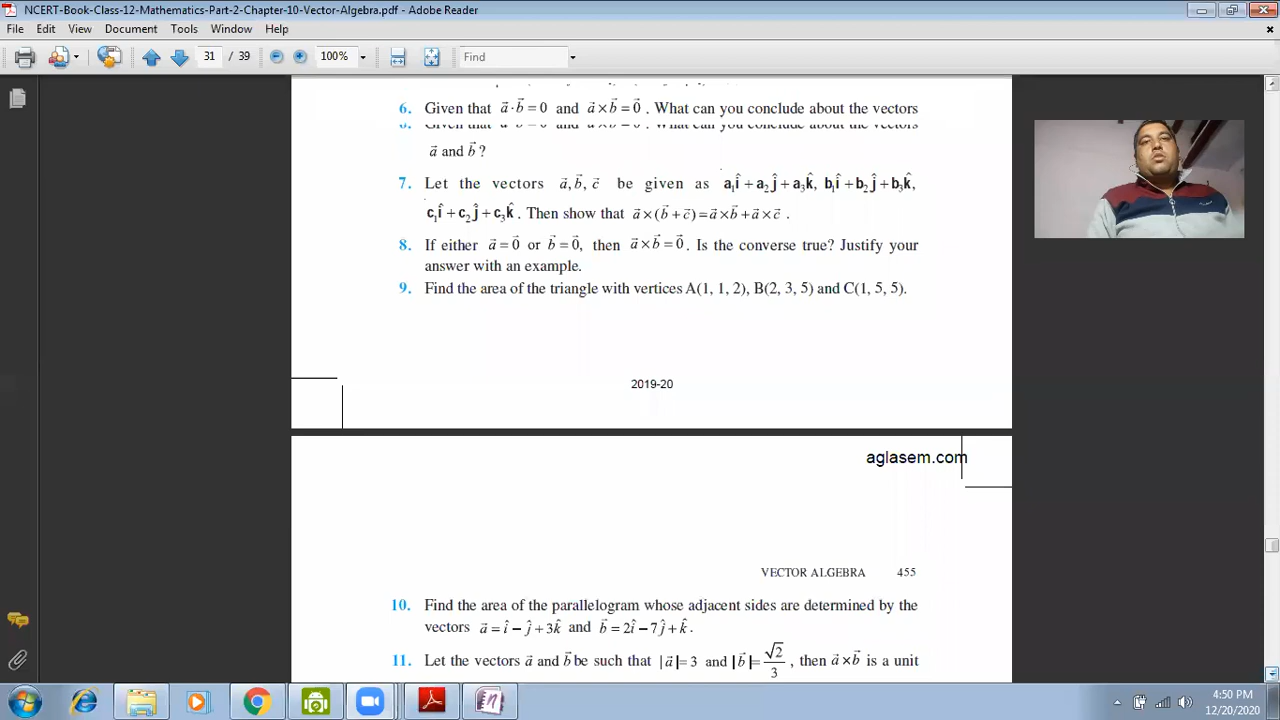 NCERT-Book-Class-12-Mathematics-Part-2-Chapter-10-Vector-Algebra.pdf - Adobe Reader
File Edit View Document Tools Window Help
31 / 39 100% Find
6. Given that a⃗·b⃗ = 0 and a⃗×b⃗ = 0⃗. What can you conclude about the vectors
a⃗ and b⃗ ?
7. Let the vectors a⃗, b⃗, c⃗ be given as a₁î + a₂ĵ + a₃k̂, b₁î + b₂ĵ + b₃k̂,
c₁î + c₂ĵ + c₃k̂. Then show that a⃗×(b⃗ + c⃗) = a⃗×b⃗ + a⃗×c⃗.
8. If either a⃗ = 0⃗ or b⃗ = 0⃗, then a⃗×b⃗ = 0⃗. Is the converse true? Justify your
answer with an example.
9. Find the area of the triangle with vertices A(1, 1, 2), B(2, 3, 5) and C(1, 5, 5).
2019-20
aglasem.com
VECTOR ALGEBRA 455
10. Find the area of the parallelogram whose adjacent sides are determined by the
vectors a⃗ = î − ĵ + 3k̂ and b⃗ = 2î − 7ĵ + k̂.
11. Let the vectors a⃗ and b⃗ be such that |a⃗| = 3 and |b⃗| = √2/3, then a⃗×b⃗ is a unit
4:50 PM
12/20/2020